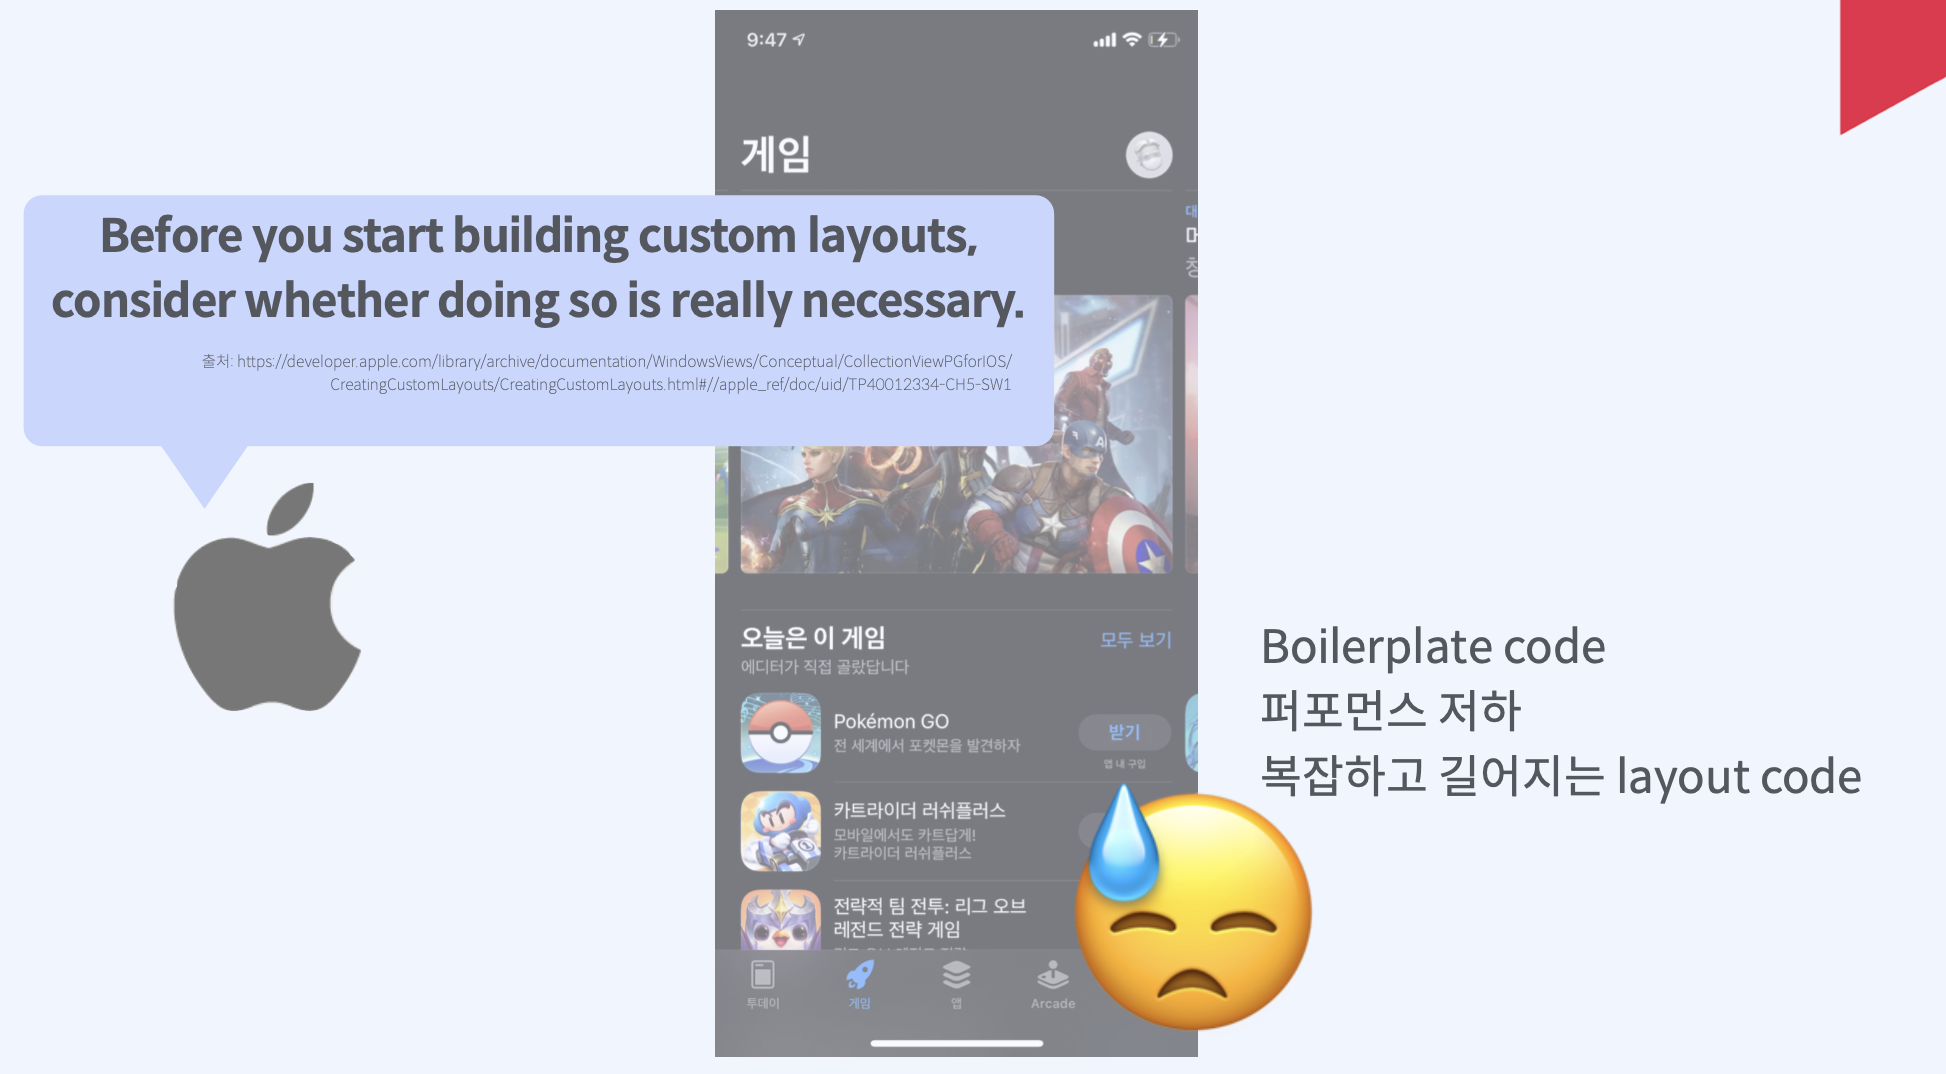 9:47
게임
대
Before you start building custom layouts,
consider whether doing so is really necessary.
출처: https://developer.apple.com/library/archive/documentation/WindowsViews/Conceptual/CollectionViewPGforIOS/
CreatingCustomLayouts/CreatingCustomLayouts.html#//apple_ref/doc/uid/TP40012334-CH5-SW1
오늘은 이 게임
모두 보기
에디터가 직접 골랐답니다
Pokémon GO
전 세계에서 포켓몬을 발견하자
받기
앱 내 구입
카트라이더 러쉬플러스
모바일에서도 카트답게!
카트라이더 러쉬플러스
전략적 팀 전투: 리그 오브
레전드 전략 게임
투데이
게임
앱
Arcade
Boilerplate code
퍼포먼스 저하
복잡하고 길어지는 layout code